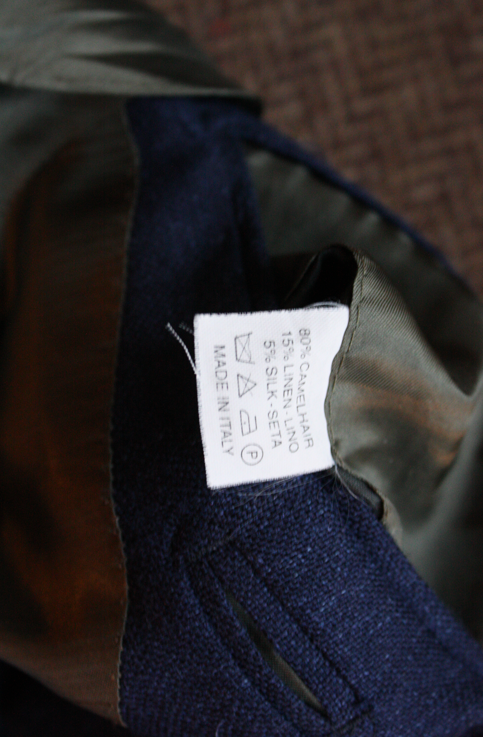 80% CAMELHAIR
15% LINEN-LINO
5% SILK-SETA
P
MADE IN ITALY